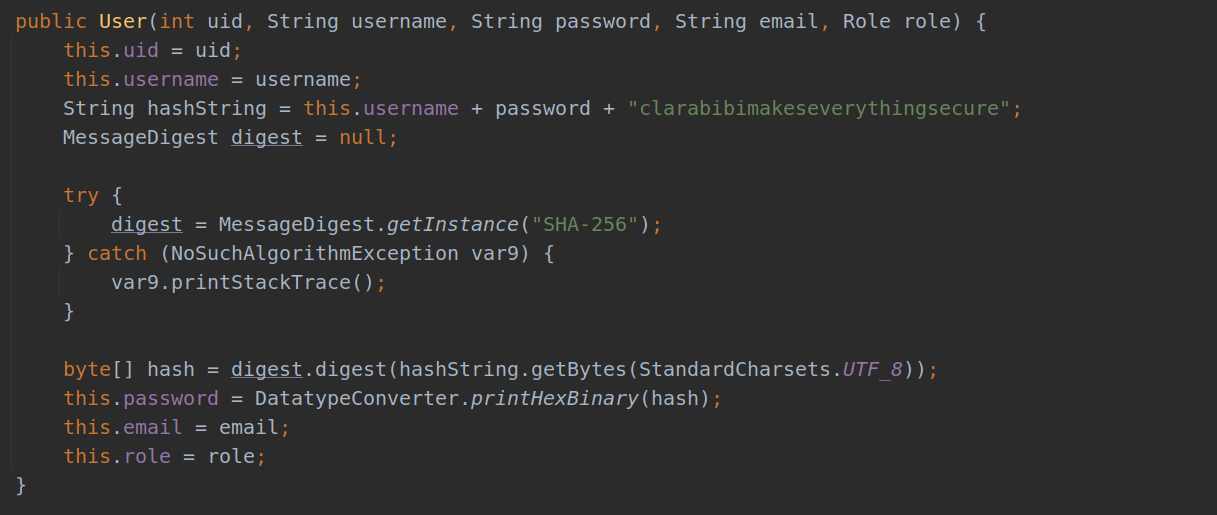 public User(int uid, String username, String password, String email, Role role) {
    this.uid = uid;
    this.username = username;
    String hashString = this.username + password + "clarabibimakeseverythingsecure";
    MessageDigest digest = null;

    try {
        digest = MessageDigest.getInstance("SHA-256");
    } catch (NoSuchAlgorithmException var9) {
        var9.printStackTrace();
    }

    byte[] hash = digest.digest(hashString.getBytes(StandardCharsets.UTF_8));
    this.password = DatatypeConverter.printHexBinary(hash);
    this.email = email;
    this.role = role;
}